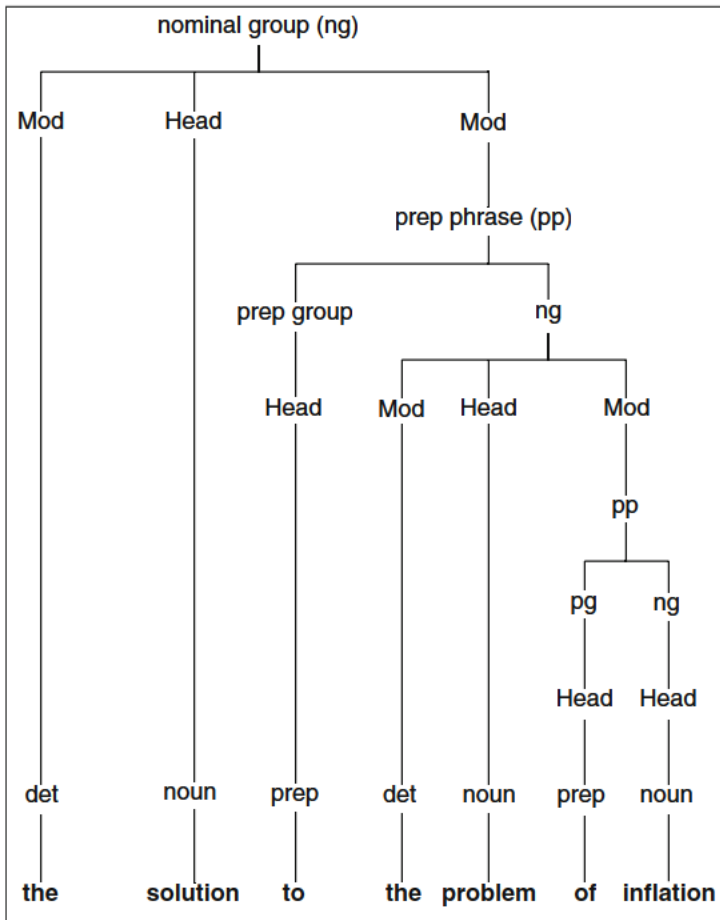 nominal group (ng)
Mod Head Mod
prep phrase (pp)
prep group ng
Head Mod Head Mod
pp
pg ng
Head Head
det noun prep det noun prep noun
the solution to the problem of inflation